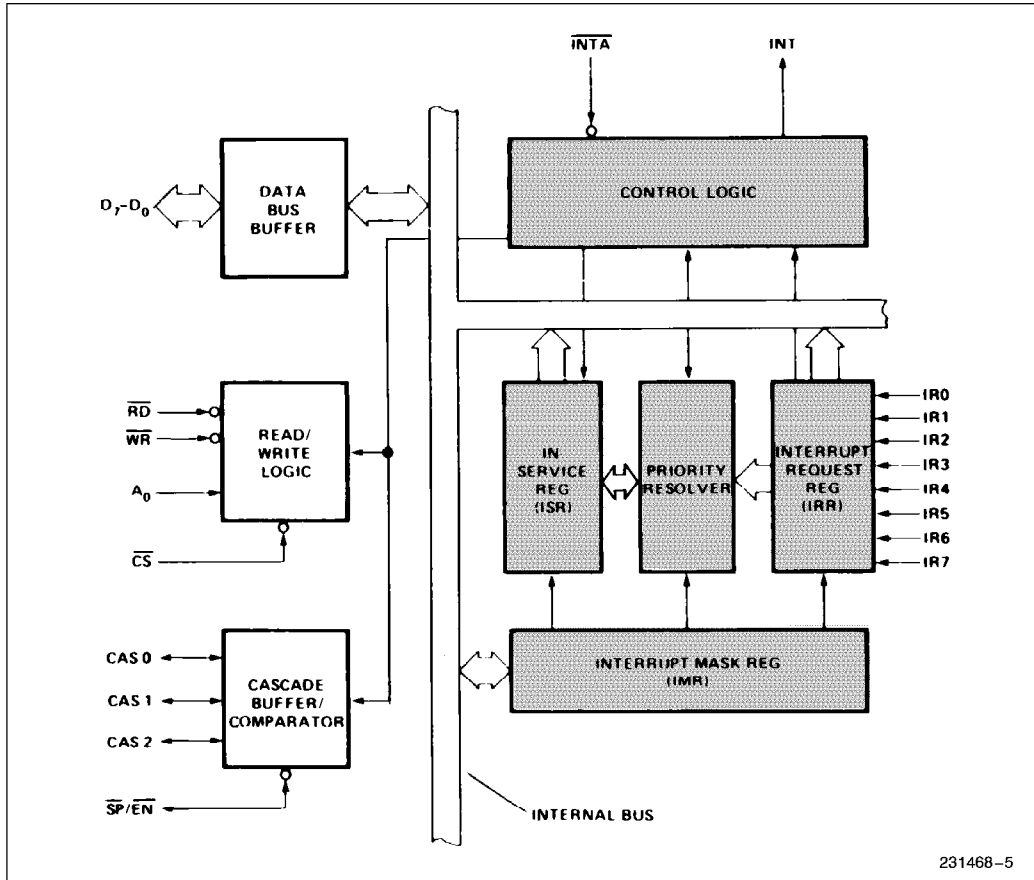 INTA
INT
DATA
BUS
BUFFER
D7-D0
CONTROL LOGIC
RD
WR
A0
CS
READ/
WRITE
LOGIC
IN
SERVICE
REG
(ISR)
PRIORITY
RESOLVER
INTERRUPT
REQUEST
REG
(IRR)
IR0
IR1
IR2
IR3
IR4
IR5
IR6
IR7
CAS 0
CAS 1
CAS 2
SP/EN
CASCADE
BUFFER/
COMPARATOR
INTERRUPT MASK REG
(IMR)
INTERNAL BUS
231468-5